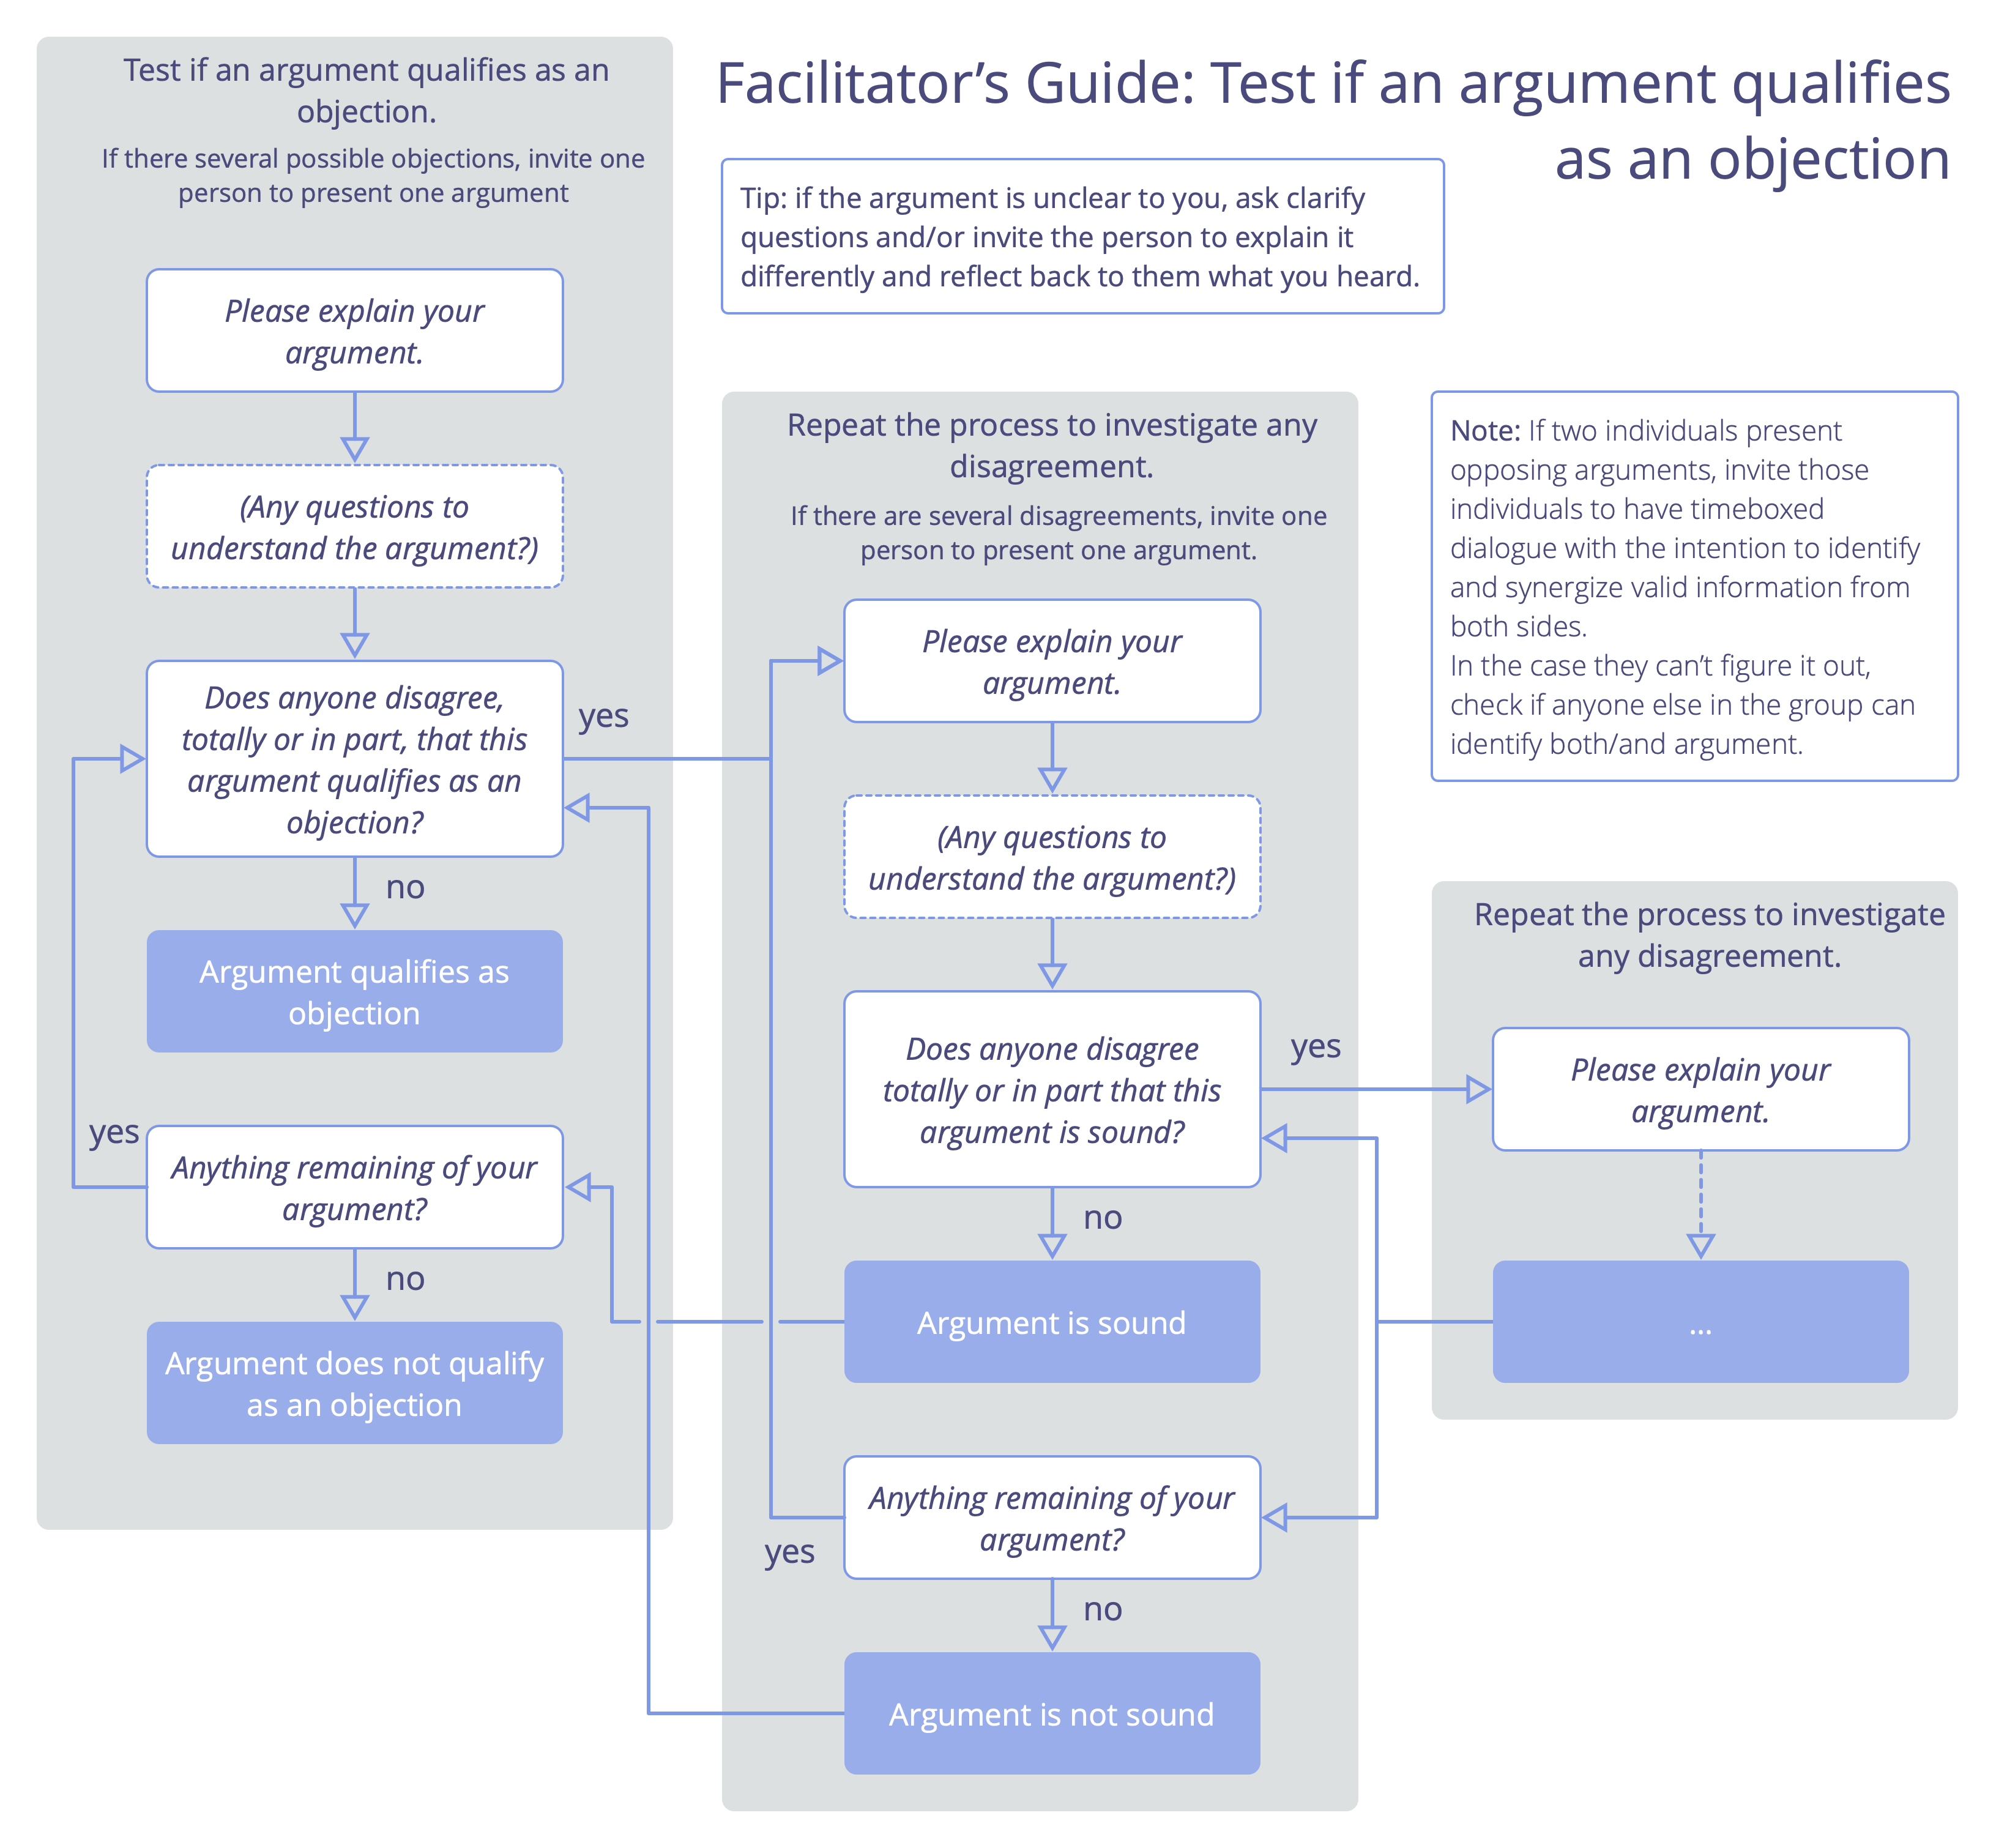 Test if an argument qualifies as an
objection.
If there several possible objections, invite one
person to present one argument
Please explain your
argument.
(Any questions to
understand the argument?)
Does anyone disagree,
totally or in part, that this
argument qualifies as an
objection?
yes
no
Argument qualifies as
objection
yes
Anything remaining of your
argument?
no
Argument does not qualify
as an objection
Facilitator’s Guide: Test if an argument qualifies
as an objection
Tip: if the argument is unclear to you, ask clarify
questions and/or invite the person to explain it
differently and reflect back to them what you heard.
Repeat the process to investigate any
disagreement.
If there are several disagreements, invite one
person to present one argument.
Please explain your
argument.
(Any questions to
understand the argument?)
Does anyone disagree
totally or in part that this
argument is sound?
yes
no
Argument is sound
Anything remaining of your
argument?
yes
no
Argument is not sound
Note: If two individuals present
opposing arguments, invite those
individuals to have timeboxed
dialogue with the intention to identify
and synergize valid information from
both sides.
In the case they can’t figure it out,
check if anyone else in the group can
identify both/and argument.
Repeat the process to investigate
any disagreement.
Please explain your
argument.
...